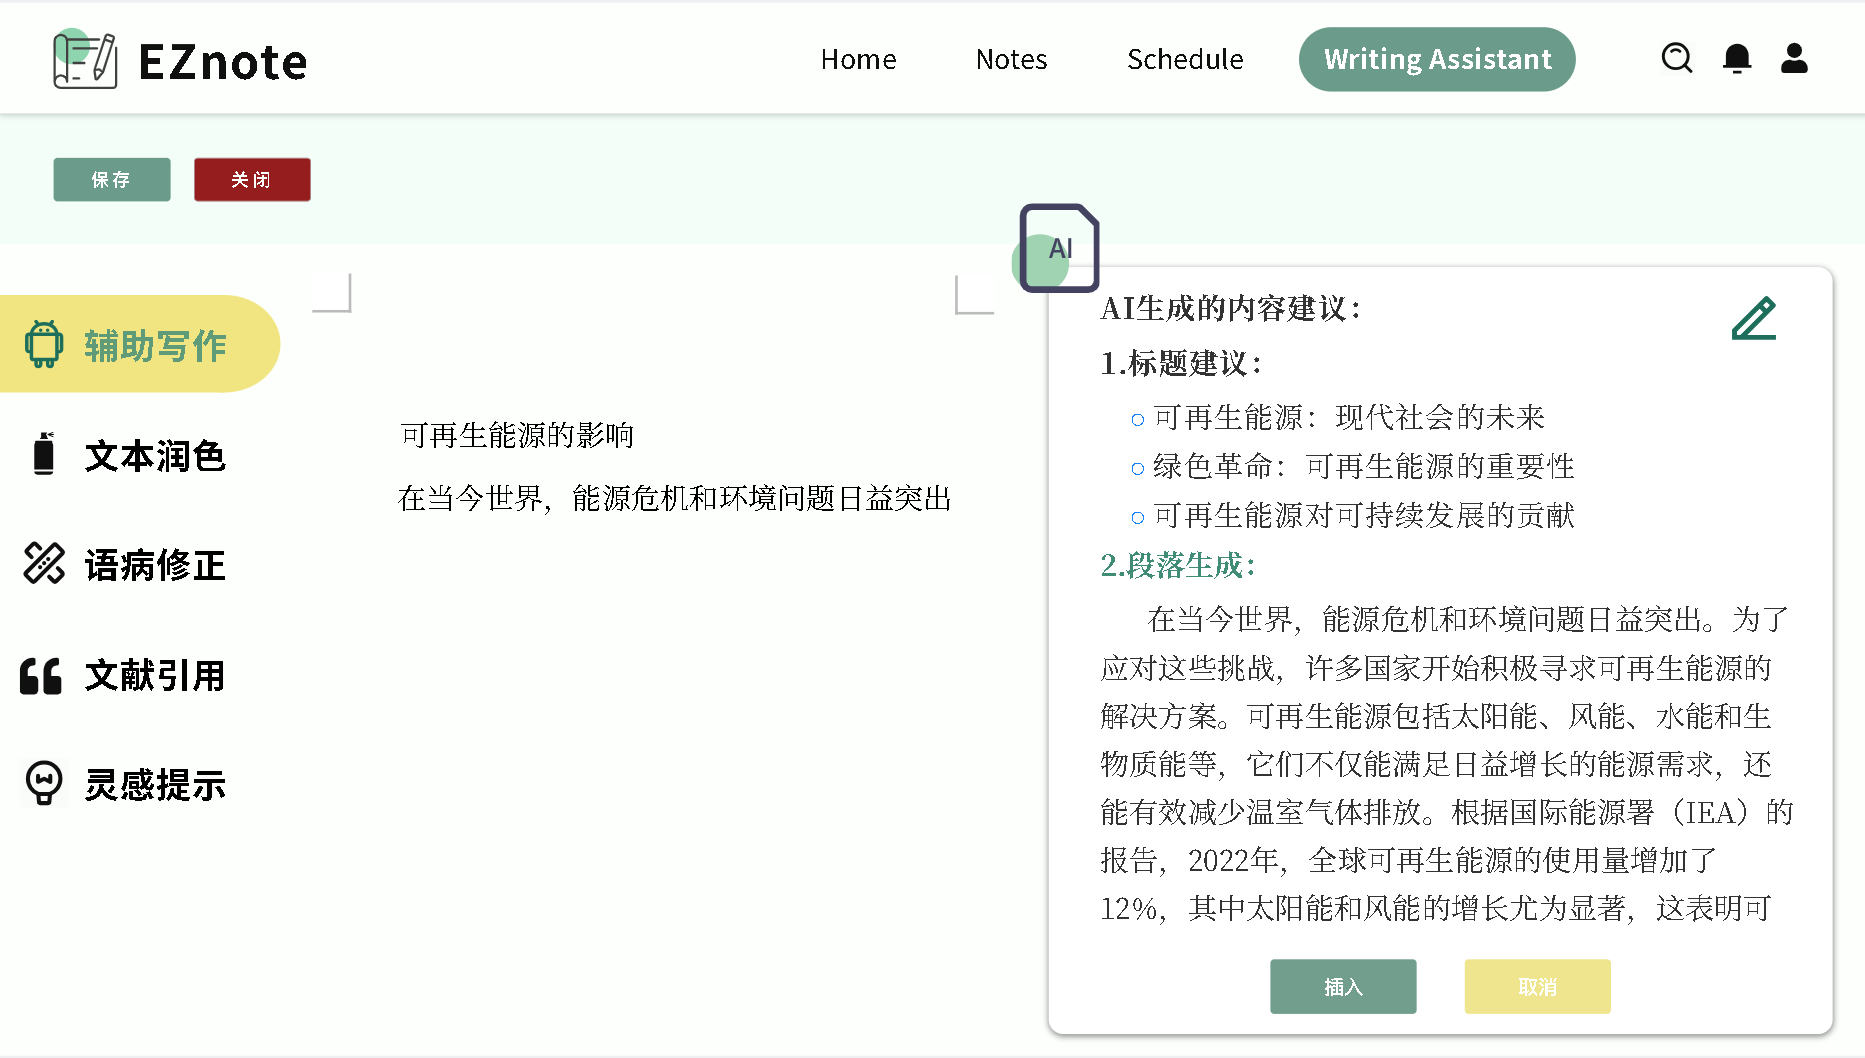 EZnote
Home
Notes
Schedule
Writing Assistant
保存
关闭
辅助写作
文本润色
语病修正
文献引用
灵感提示
可再生能源的影响
在当今世界，能源危机和环境问题日益突出
AI
AI生成的内容建议：
1.标题建议：
可再生能源：现代社会的未来
绿色革命：可再生能源的重要性
可再生能源对可持续发展的贡献
2.段落生成：
在当今世界，能源危机和环境问题日益突出。为了
应对这些挑战，许多国家开始积极寻求可再生能源的
解决方案。可再生能源包括太阳能、风能、水能和生
物质能等，它们不仅能满足日益增长的能源需求，还
能有效减少温室气体排放。根据国际能源署（IEA）的
报告，2022年，全球可再生能源的使用量增加了
12%，其中太阳能和风能的增长尤为显著，这表明可
插入
取消